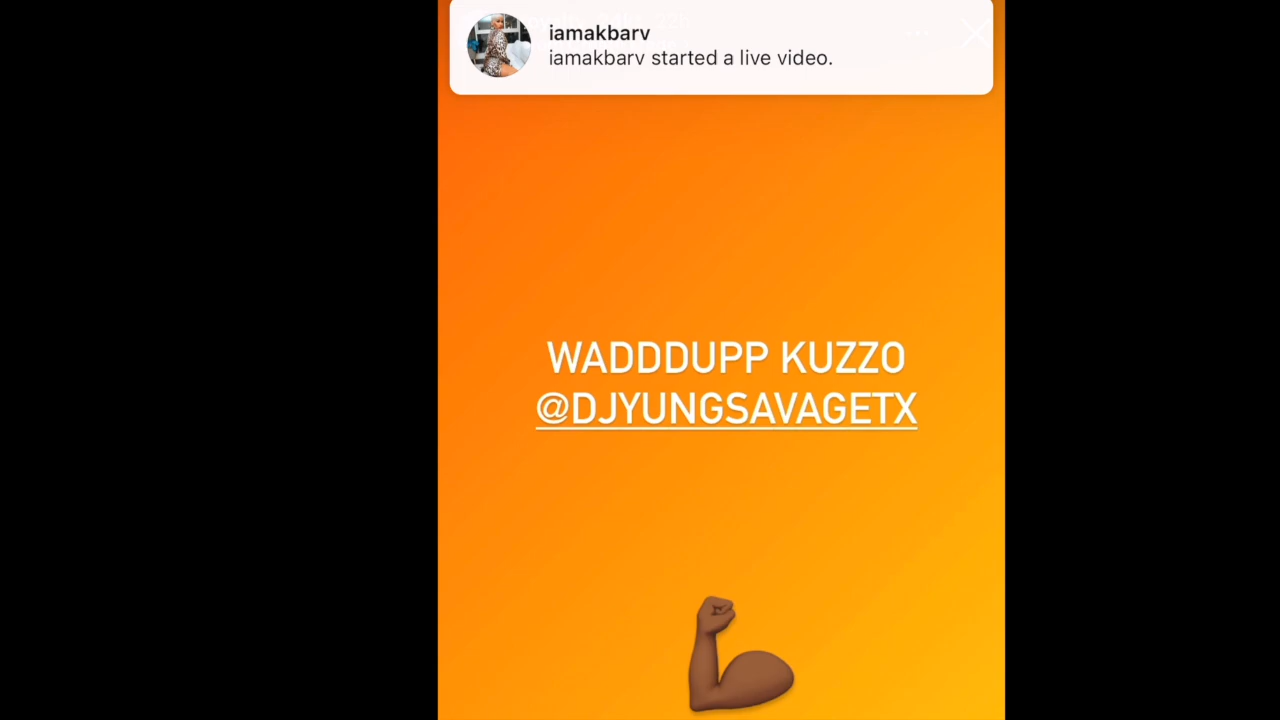 iamakbarv
iamakbarv started a live video.
WADDDUPP KUZZO
@DJYUNGSAVAGETX